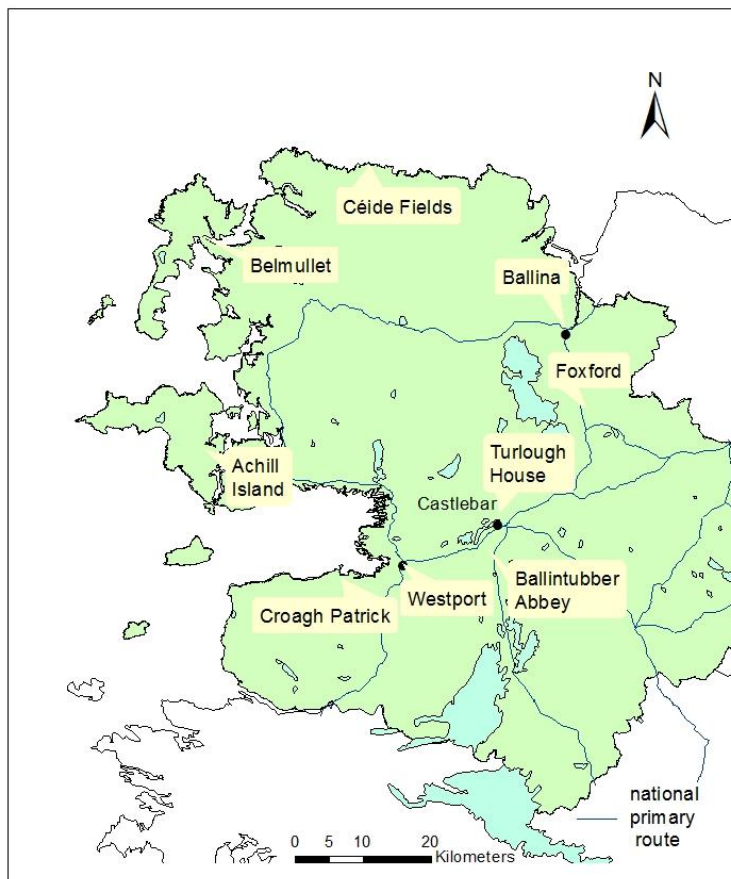 N
Céide Fields
Belmullet
Ballina
Foxford
Turlough
House
Achill
Island
Castlebar
Westport
Ballintubber
Abbey
Croagh Patrick
national
primary
route
0 5 10 20
Kilometers